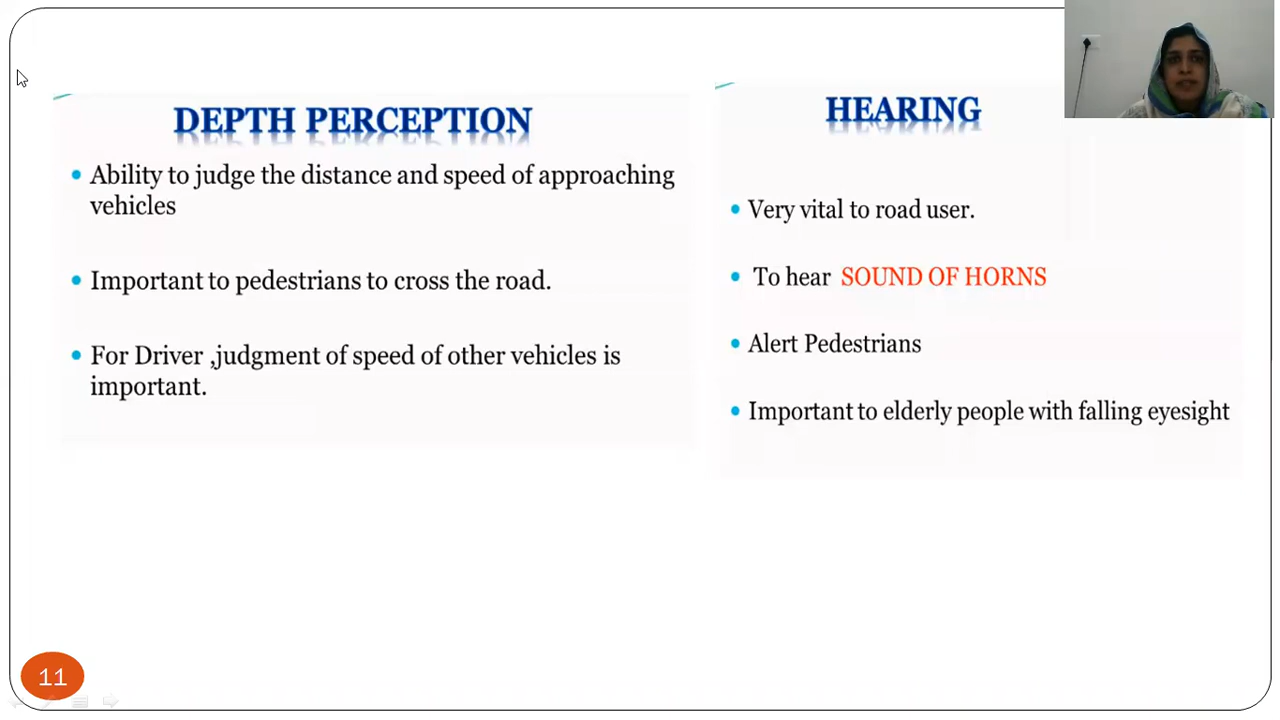 DEPTH PERCEPTION
• Ability to judge the distance and speed of approaching
vehicles
• Important to pedestrians to cross the road.
• For Driver ,judgment of speed of other vehicles is
important.
HEARING
• Very vital to road user.
• To hear SOUND OF HORNS
• Alert Pedestrians
• Important to elderly people with falling eyesight
11